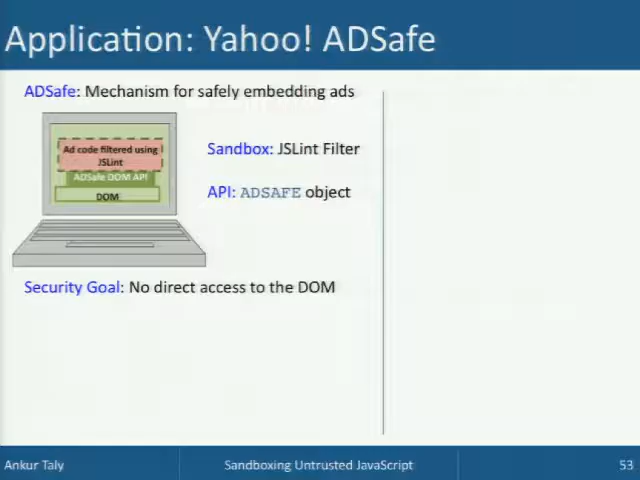 Application: Yahoo! ADSafe
ADSafe: Mechanism for safely embedding ads
Ad code filtered using
JSLint
ADSafe DOM API
DOM
Sandbox: JSLint Filter
API: ADSAFE object
Security Goal: No direct access to the DOM
Ankur Taly
Sandboxing Untrusted JavaScript
53